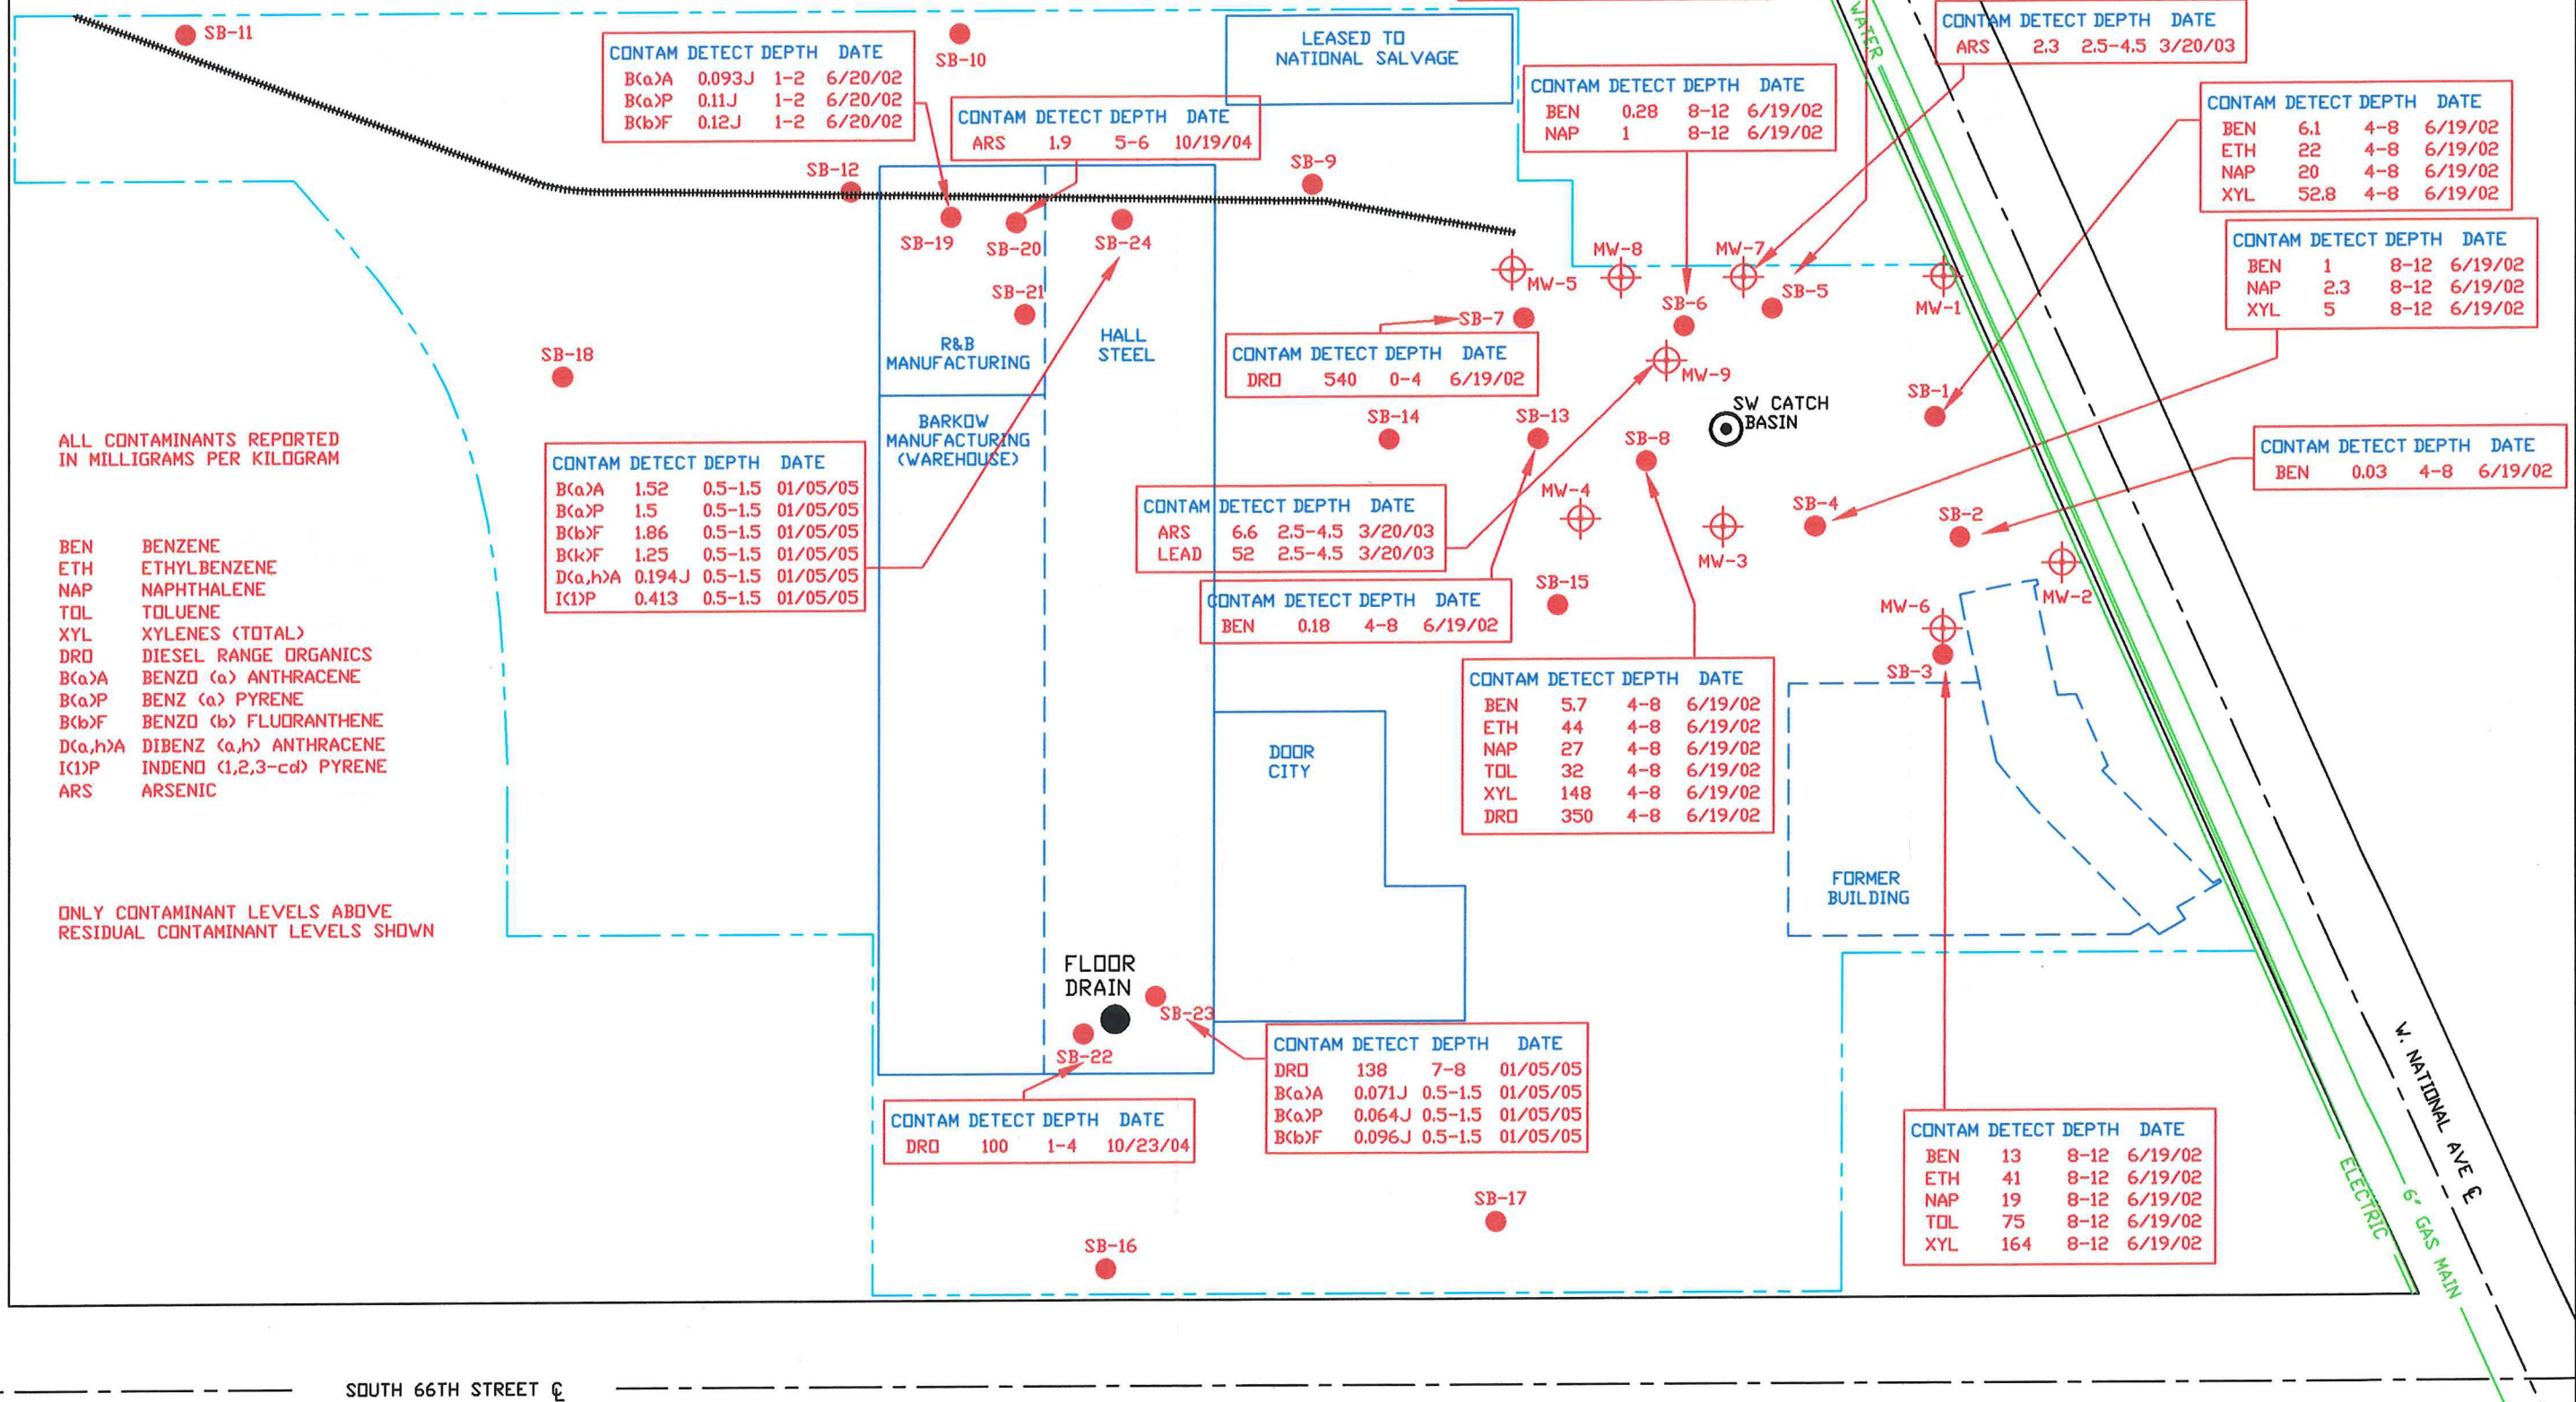 SB-11
SB-10
CONTAM DETECT DEPTH DATE
B(a)A 0.093J 1-2 6/20/02
B(a)P 0.11J 1-2 6/20/02
B(b)F 0.12J 1-2 6/20/02
CONTAM DETECT DEPTH DATE
ARS 1.9 5-6 10/19/04
LEASED TO
NATIONAL SALVAGE
CONTAM DETECT DEPTH DATE
BEN 0.28 8-12 6/19/02
NAP 1 8-12 6/19/02
WATER
CONTAM DETECT DEPTH DATE
ARS 2.3 2.5-4.5 3/20/03
CONTAM DETECT DEPTH DATE
BEN 6.1 4-8 6/19/02
ETH 22 4-8 6/19/02
NAP 20 4-8 6/19/02
XYL 52.8 4-8 6/19/02
CONTAM DETECT DEPTH DATE
BEN 1 8-12 6/19/02
NAP 2.3 8-12 6/19/02
XYL 5 8-12 6/19/02
SB-12
SB-9
SB-19
SB-20
SB-24
SB-21
MW-8
MW-7
MW-5
SB-6
SB-5
MW-1
SB-7
R&B
MANUFACTURING
HALL
STEEL
SB-18
CONTAM DETECT DEPTH DATE
DRO 540 0-4 6/19/02
MW-9
SB-1
SW CATCH
BASIN
SB-14
SB-13
SB-8
BARKOW
MANUFACTURING
(WAREHOUSE)
ALL CONTAMINANTS REPORTED
IN MILLIGRAMS PER KILOGRAM
CONTAM DETECT DEPTH DATE
B(a)A 1.52 0.5-1.5 01/05/05
B(a)P 1.5 0.5-1.5 01/05/05
B(b)F 1.86 0.5-1.5 01/05/05
B(k)F 1.25 0.5-1.5 01/05/05
D(a,h)A 0.194J 0.5-1.5 01/05/05
I(1)P 0.413 0.5-1.5 01/05/05
CONTAM DETECT DEPTH DATE
BEN 0.03 4-8 6/19/02
CONTAM DETECT DEPTH DATE
ARS 6.6 2.5-4.5 3/20/03
LEAD 52 2.5-4.5 3/20/03
MW-4
MW-3
SB-4
SB-2
CONTAM DETECT DEPTH DATE
BEN 0.18 4-8 6/19/02
SB-15
MW-2
MW-6
SB-3
BEN BENZENE
ETH ETHYLBENZENE
NAP NAPHTHALENE
TOL TOLUENE
XYL XYLENES (TOTAL)
DRO DIESEL RANGE ORGANICS
B(a)A BENZO (a) ANTHRACENE
B(a)P BENZ (a) PYRENE
B(b)F BENZO (b) FLUORANTHENE
D(a,h)A DIBENZ (a,h) ANTHRACENE
I(1)P INDENO (1,2,3-cd) PYRENE
ARS ARSENIC
CONTAM DETECT DEPTH DATE
BEN 5.7 4-8 6/19/02
ETH 44 4-8 6/19/02
NAP 27 4-8 6/19/02
TOL 32 4-8 6/19/02
XYL 148 4-8 6/19/02
DRO 350 4-8 6/19/02
DOOR
CITY
FORMER
BUILDING
ONLY CONTAMINANT LEVELS ABOVE
RESIDUAL CONTAMINANT LEVELS SHOWN
FLOOR
DRAIN
SB-23
SB-22
CONTAM DETECT DEPTH DATE
DRO 138 7-8 01/05/05
B(a)A 0.071J 0.5-1.5 01/05/05
B(a)P 0.064J 0.5-1.5 01/05/05
B(b)F 0.096J 0.5-1.5 01/05/05
CONTAM DETECT DEPTH DATE
DRO 100 1-4 10/23/04
W. NATIONAL AVE ℄
CONTAM DETECT DEPTH DATE
BEN 13 8-12 6/19/02
ETH 41 8-12 6/19/02
NAP 19 8-12 6/19/02
TOL 75 8-12 6/19/02
XYL 164 8-12 6/19/02
ELECTRIC
6" GAS MAIN
SB-17
SB-16
SOUTH 66TH STREET ℄